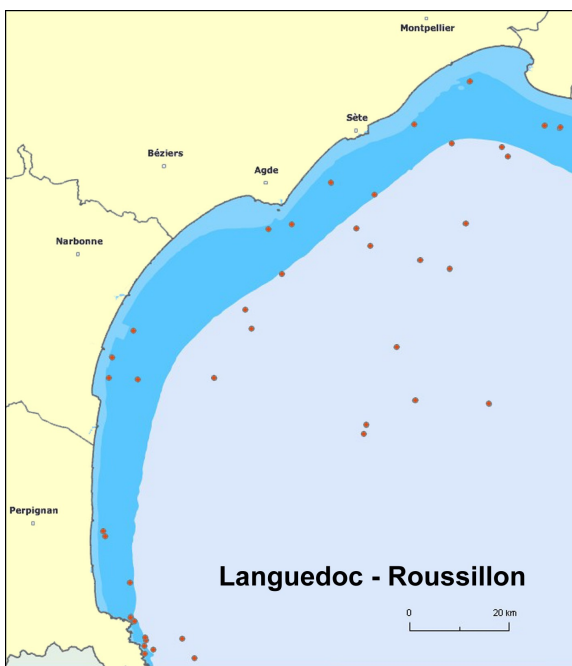 Montpellier
Sète
Béziers
Agde
Narbonne
Perpignan
Languedoc - Roussillon
0 20 km